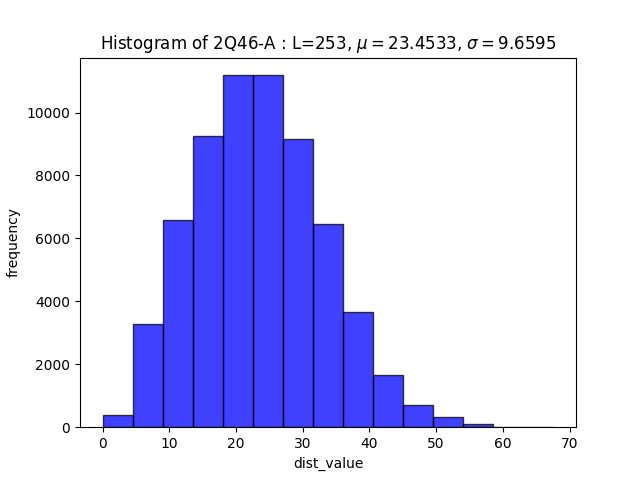 Histogram of 2Q46-A : L=253, μ = 23.4533, σ = 9.6595
frequency
10000
8000
6000
4000
2000
0
0 10 20 30 40 50 60 70
dist_value